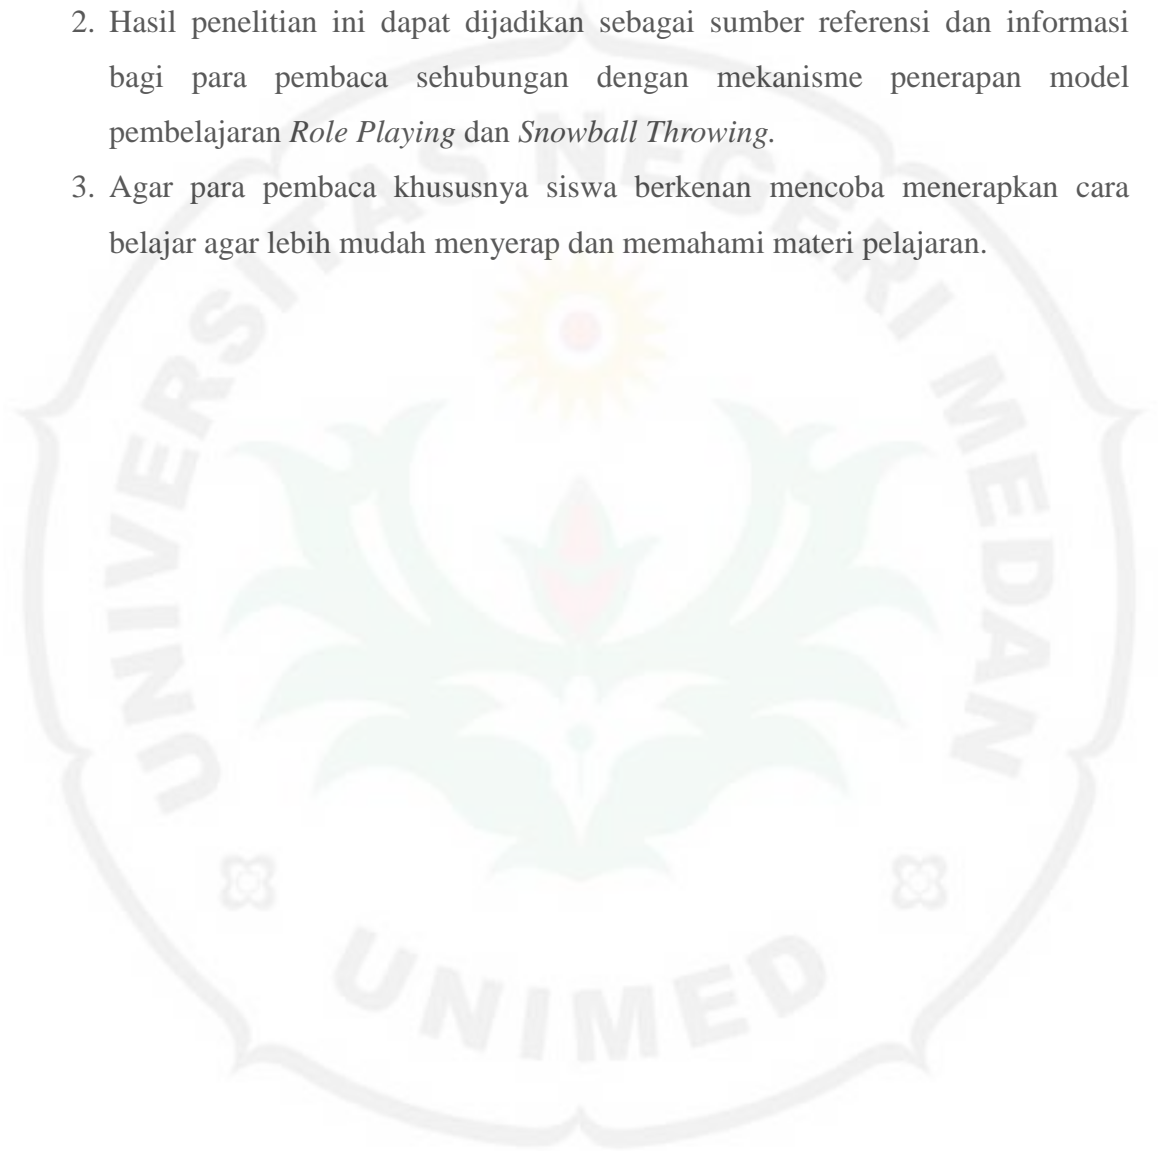 2. Hasil penelitian ini dapat dijadikan sebagai sumber referensi dan informasi
bagi para pembaca sehubungan dengan mekanisme penerapan model
pembelajaran Role Playing dan Snowball Throwing.
3. Agar para pembaca khususnya siswa berkenan mencoba menerapkan cara
belajar agar lebih mudah menyerap dan memahami materi pelajaran.
UNIVERSITAS NEGERI MEDAN
UNIMED